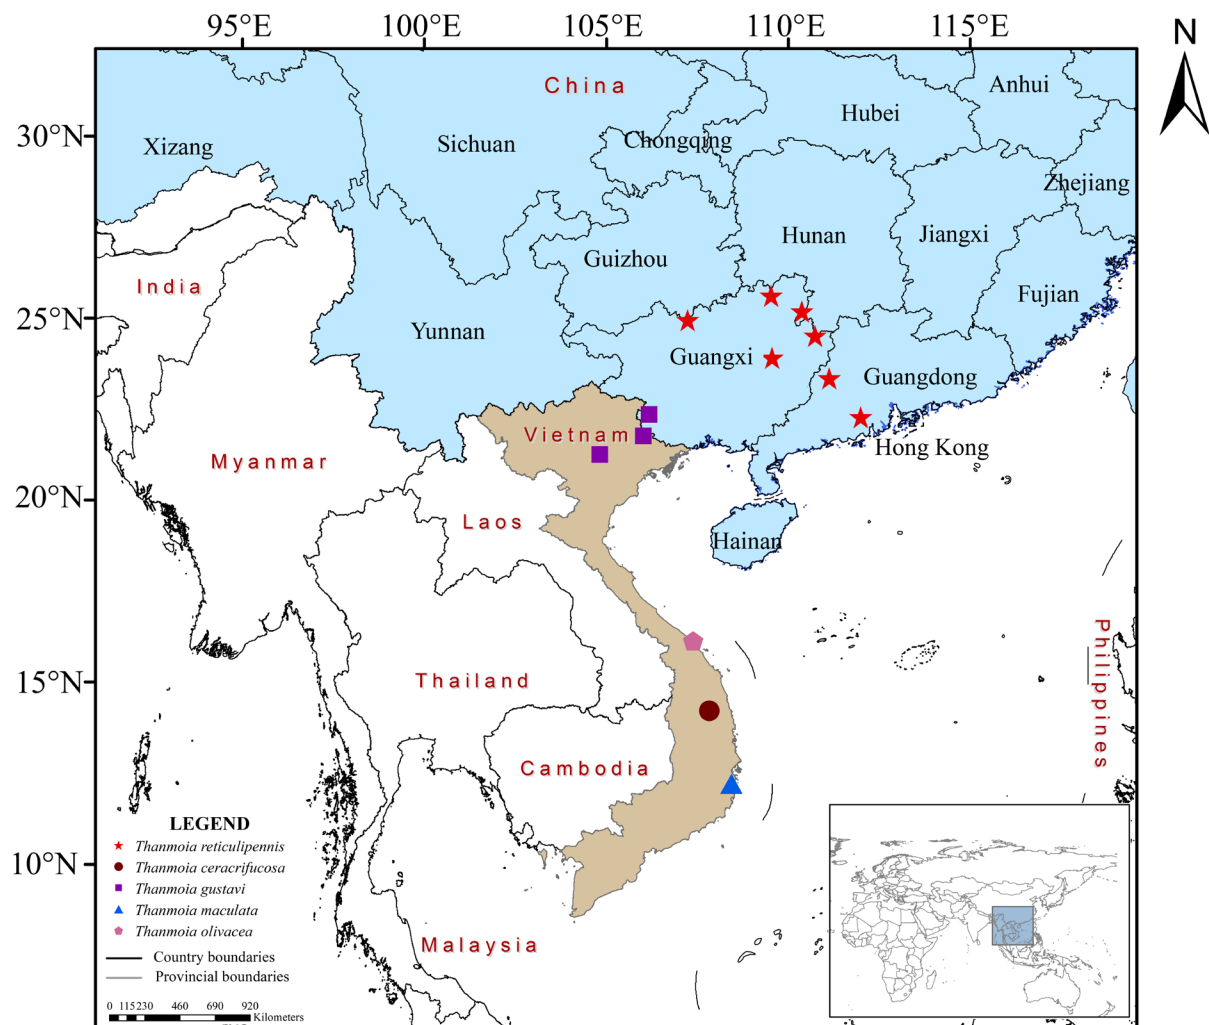 95°E 100°E 105°E 110°E 115°E
N
China
Anhui
Hubei
30°N
Chongqing
Sichuan
Xizang
Zhejiang
Hunan
Jiangxi
Guizhou
India
Fujian
25°N
Yunnan
Guangxi
Guangdong
Vietnam
Hong Kong
Myanmar
20°N
Laos
Hainan
Philippines
15°N
Thailand
Cambodia
LEGEND
Thanmoia reticulipennis
10°N
Thanmoia ceracrifucosa
Thanmoia gustavi
Thanmoia maculata
Thanmoia olivacea
Malaysia
Country boundaries
Provincial boundaries
0 115 230 460 690 920
Kilometers